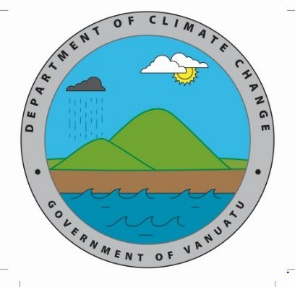 DEPARTMENT OF CLIMATE CHANGE
GOVERNMENT OF VANUATU